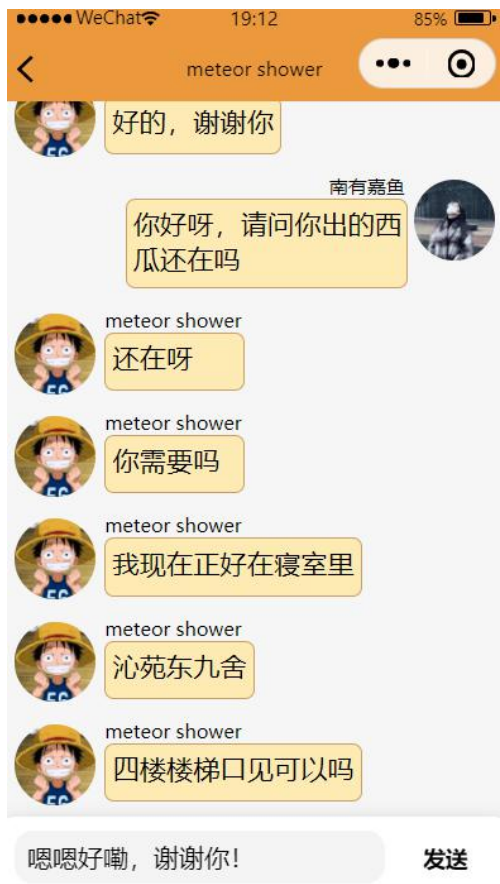 WeChat 19:12 85%
meteor shower
好的，谢谢你
南有嘉鱼
你好呀，请问你出的西
瓜还在吗
meteor shower
还在呀
meteor shower
你需要吗
meteor shower
我现在正好在寝室里
meteor shower
沁苑东九舍
meteor shower
四楼楼梯口见可以吗
嗯嗯好嘞，谢谢你！ 发送